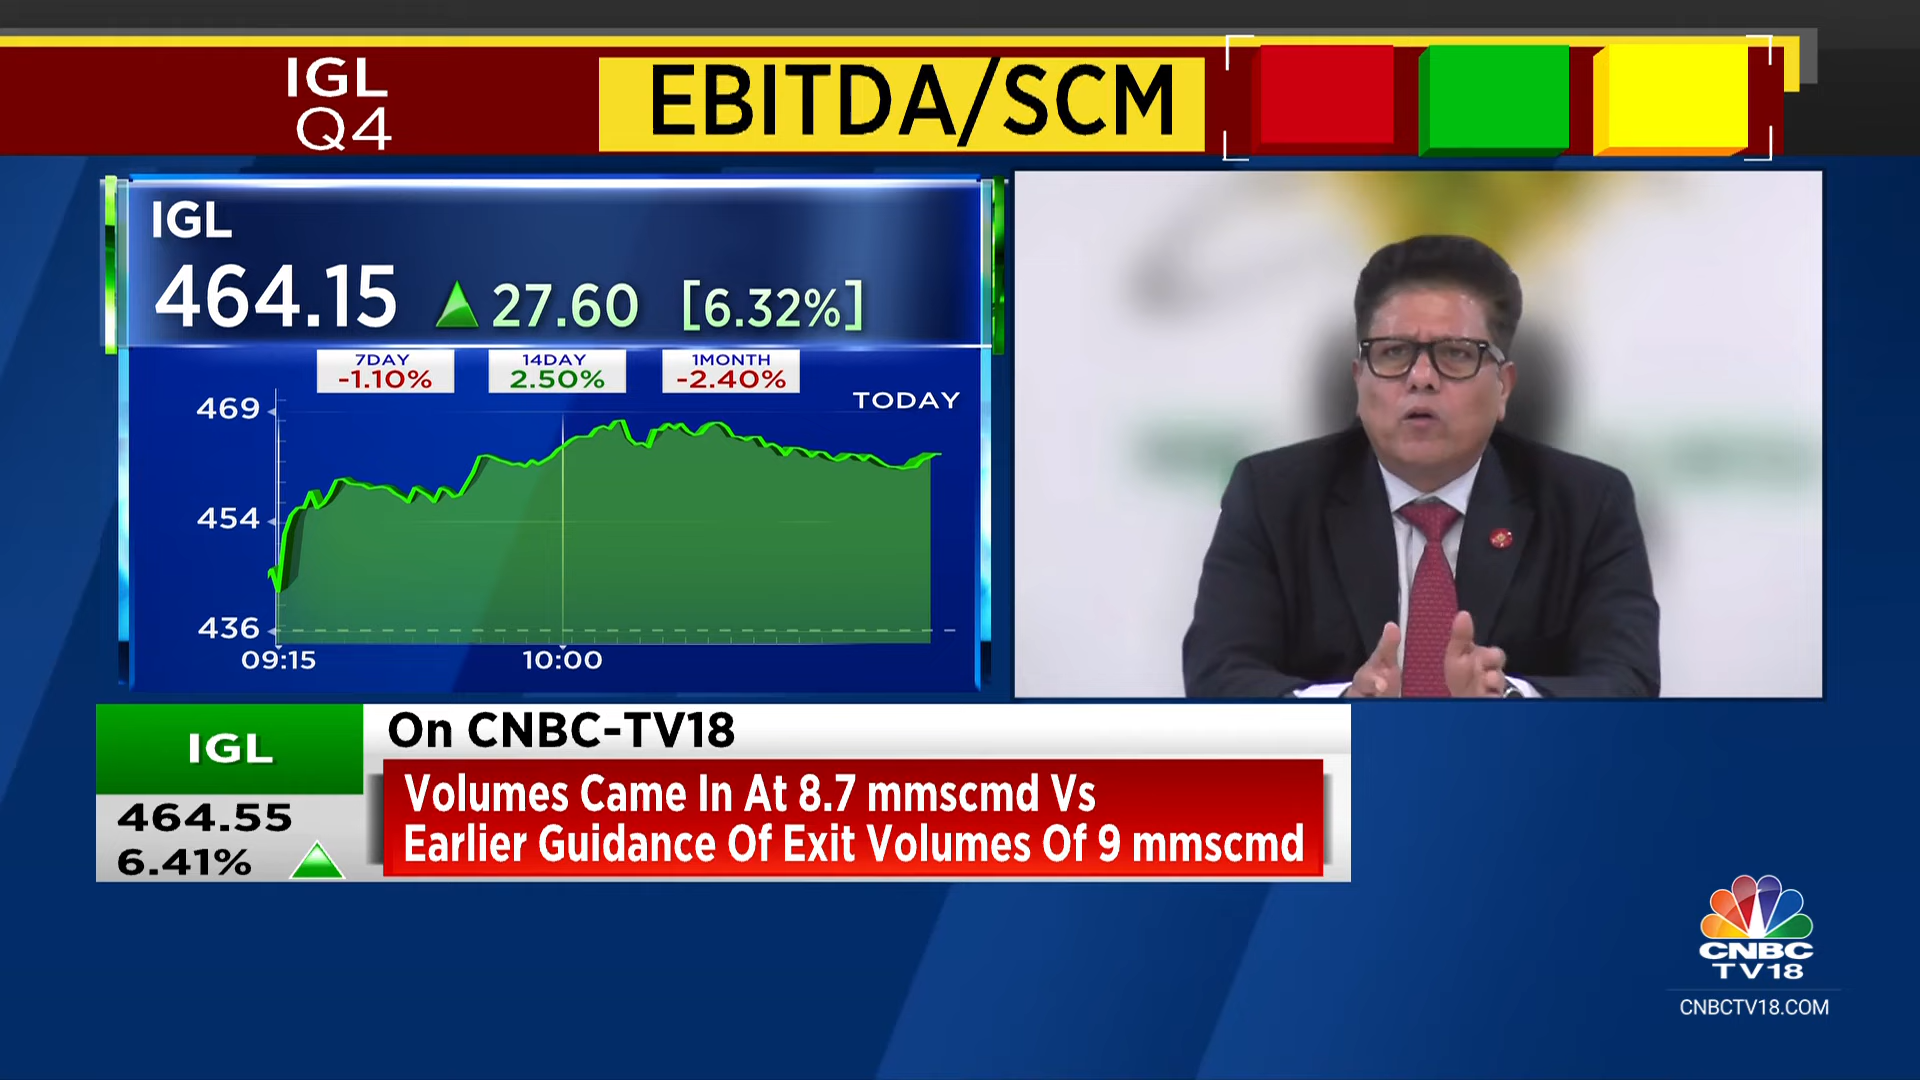 IGL
Q4
EBITDA/SCM
IGL
464.15 ▲ 27.60 [6.32%]
7DAY
-1.10%
14DAY
2.50%
1MONTH
-2.40%
TODAY
469
454
436
09:15
10:00
IGL
464.55
6.41%
On CNBC-TV18
Volumes Came In At 8.7 mmscmd Vs
Earlier Guidance Of Exit Volumes Of 9 mmscmd
CNBC
TV18
CNBCTV18.COM